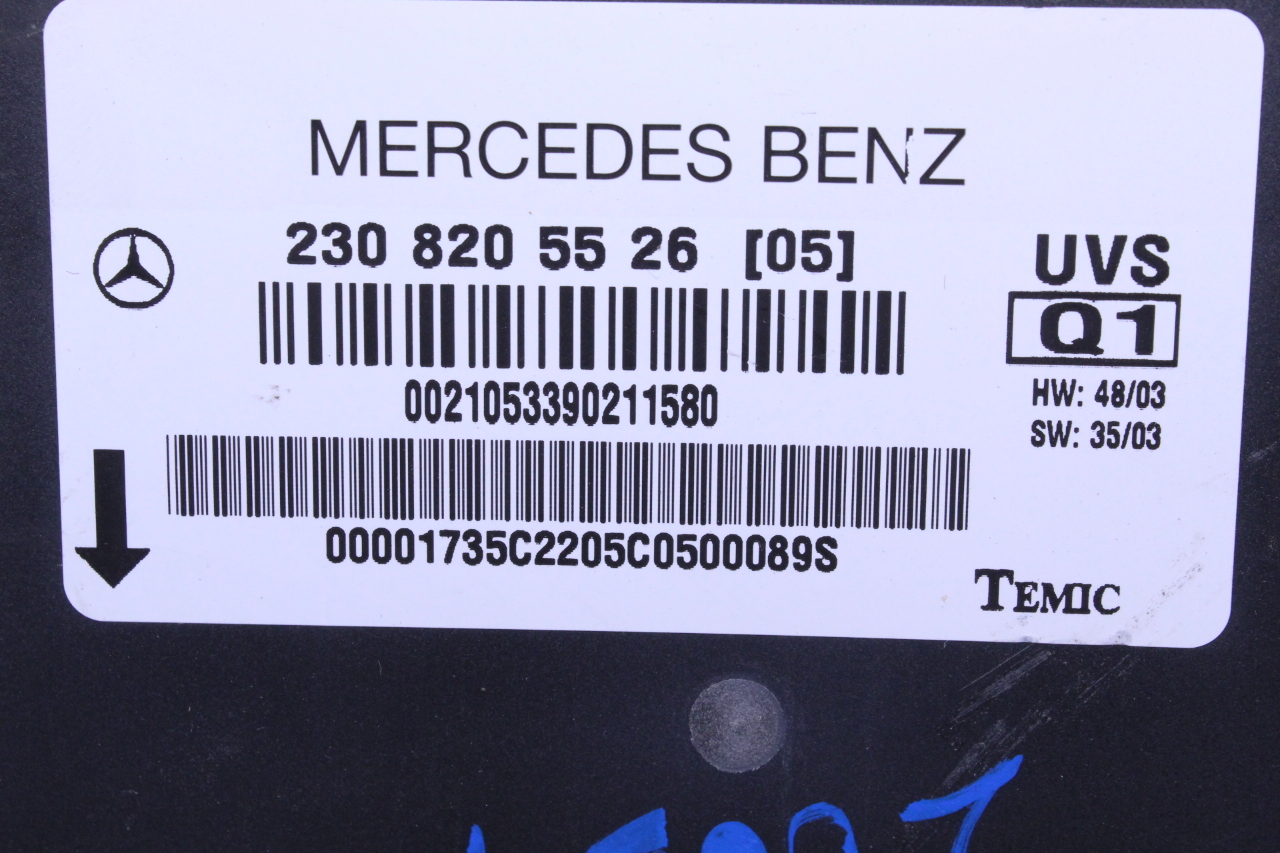 MERCEDES BENZ
230 820 55 26 [05]
UVS
Q1
0021053390211580
HW: 48/03
SW: 35/03
00001735C2205C0500089S
TEMIC